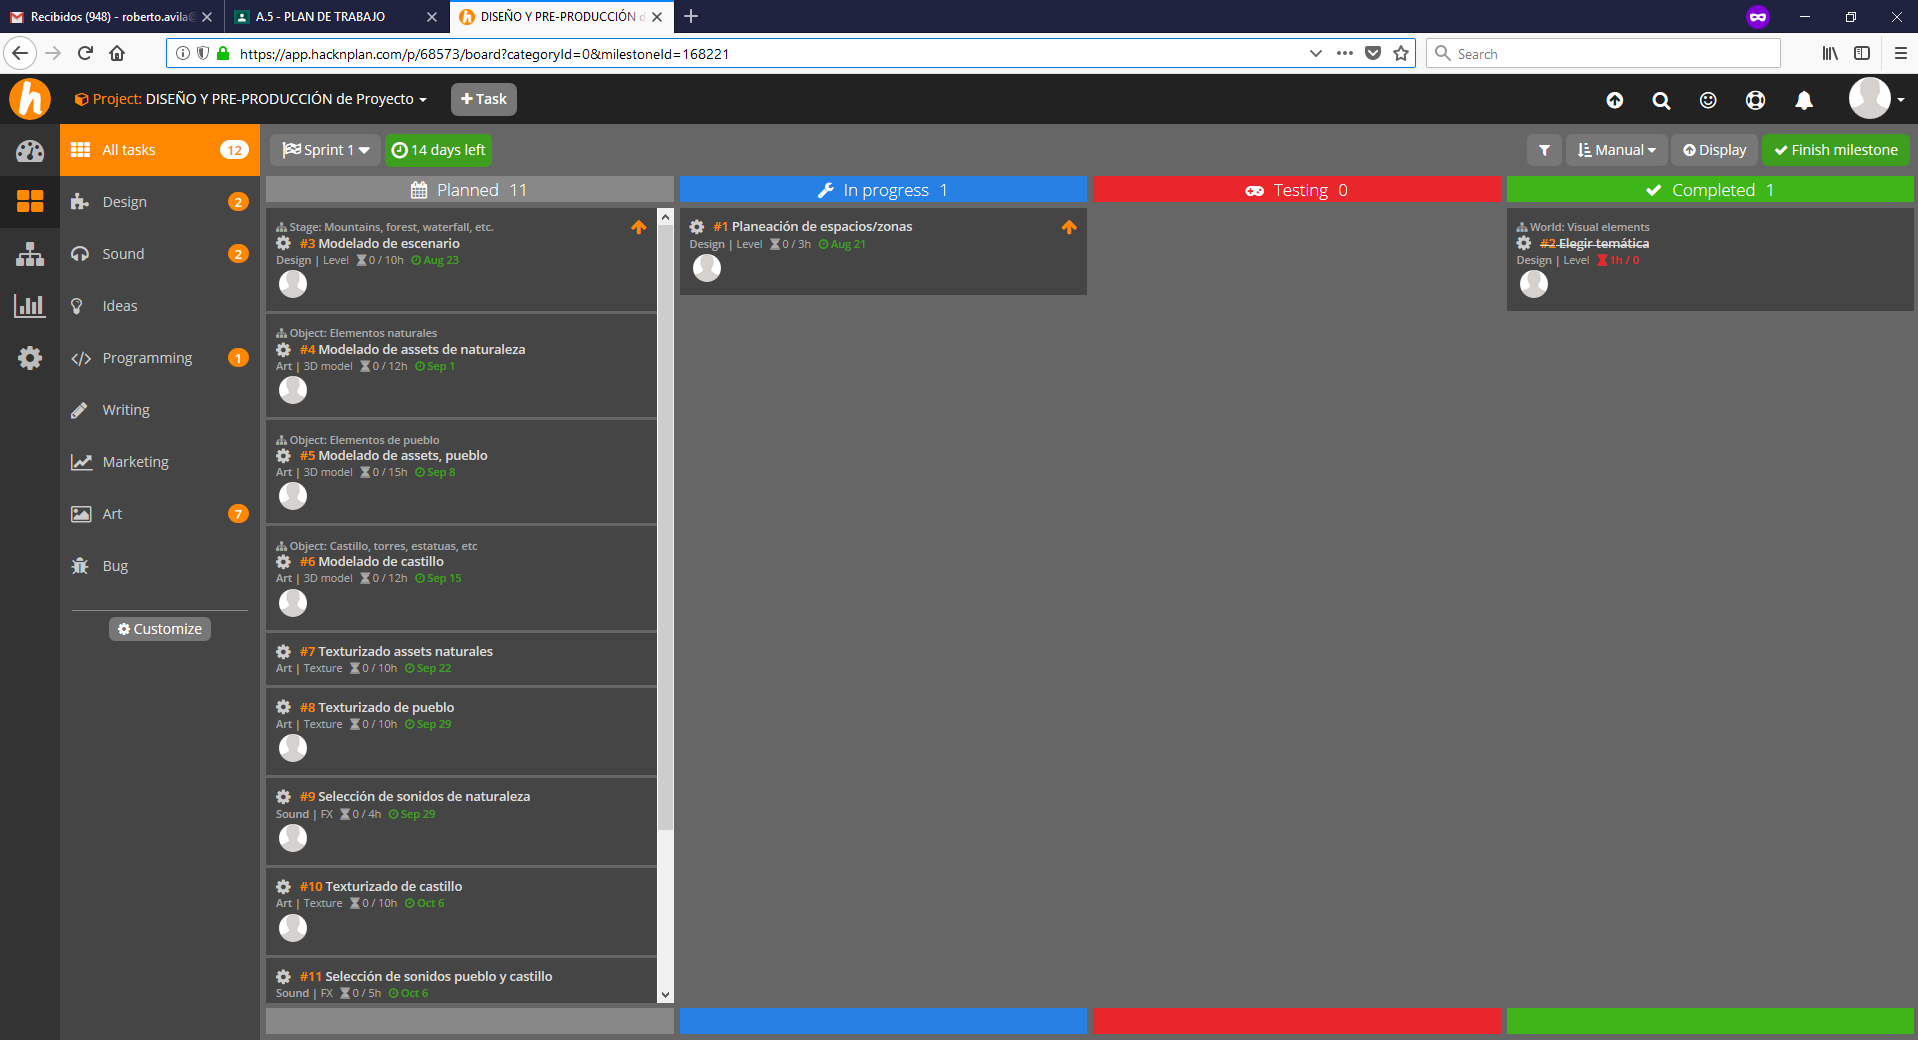 Recibidos (948) - roberto.avila@
A.5 - PLAN DE TRABAJO
DISEÑO Y PRE-PRODUCCIÓN d
https://app.hacknplan.com/p/68573/board?categoryId=0&milestoneId=168221
Search
h
Project: DISEÑO Y PRE-PRODUCCIÓN de Proyecto
+ Task
All tasks 12
Design 2
Sound 2
Ideas
Programming 1
Writing
Marketing
Art 7
Bug
Customize
Sprint 1
14 days left
Manual
Display
Finish milestone
Planned 11
Stage: Mountains, forest, waterfall, etc.
#3 Modelado de escenario
Design | Level 0 / 10h Aug 23
Object: Elementos naturales
#4 Modelado de assets de naturaleza
Art | 3D model 0 / 12h Sep 1
Object: Elementos de pueblo
#5 Modelado de assets, pueblo
Art | 3D model 0 / 15h Sep 8
Object: Castillo, torres, estatuas, etc
#6 Modelado de castillo
Art | 3D model 0 / 12h Sep 15
#7 Texturizado assets naturales
Art | Texture 0 / 10h Sep 22
#8 Texturizado de pueblo
Art | Texture 0 / 10h Sep 29
#9 Selección de sonidos de naturaleza
Sound | FX 0 / 4h Sep 29
#10 Texturizado de castillo
Art | Texture 0 / 10h Oct 6
#11 Selección de sonidos pueblo y castillo
Sound | FX 0 / 5h Oct 6
In progress 1
#1 Planeación de espacios/zonas
Design | Level 0 / 3h Aug 21
Testing 0
Completed 1
World: Visual elements
#2 Elegir temática
Design | Level 1h / 0